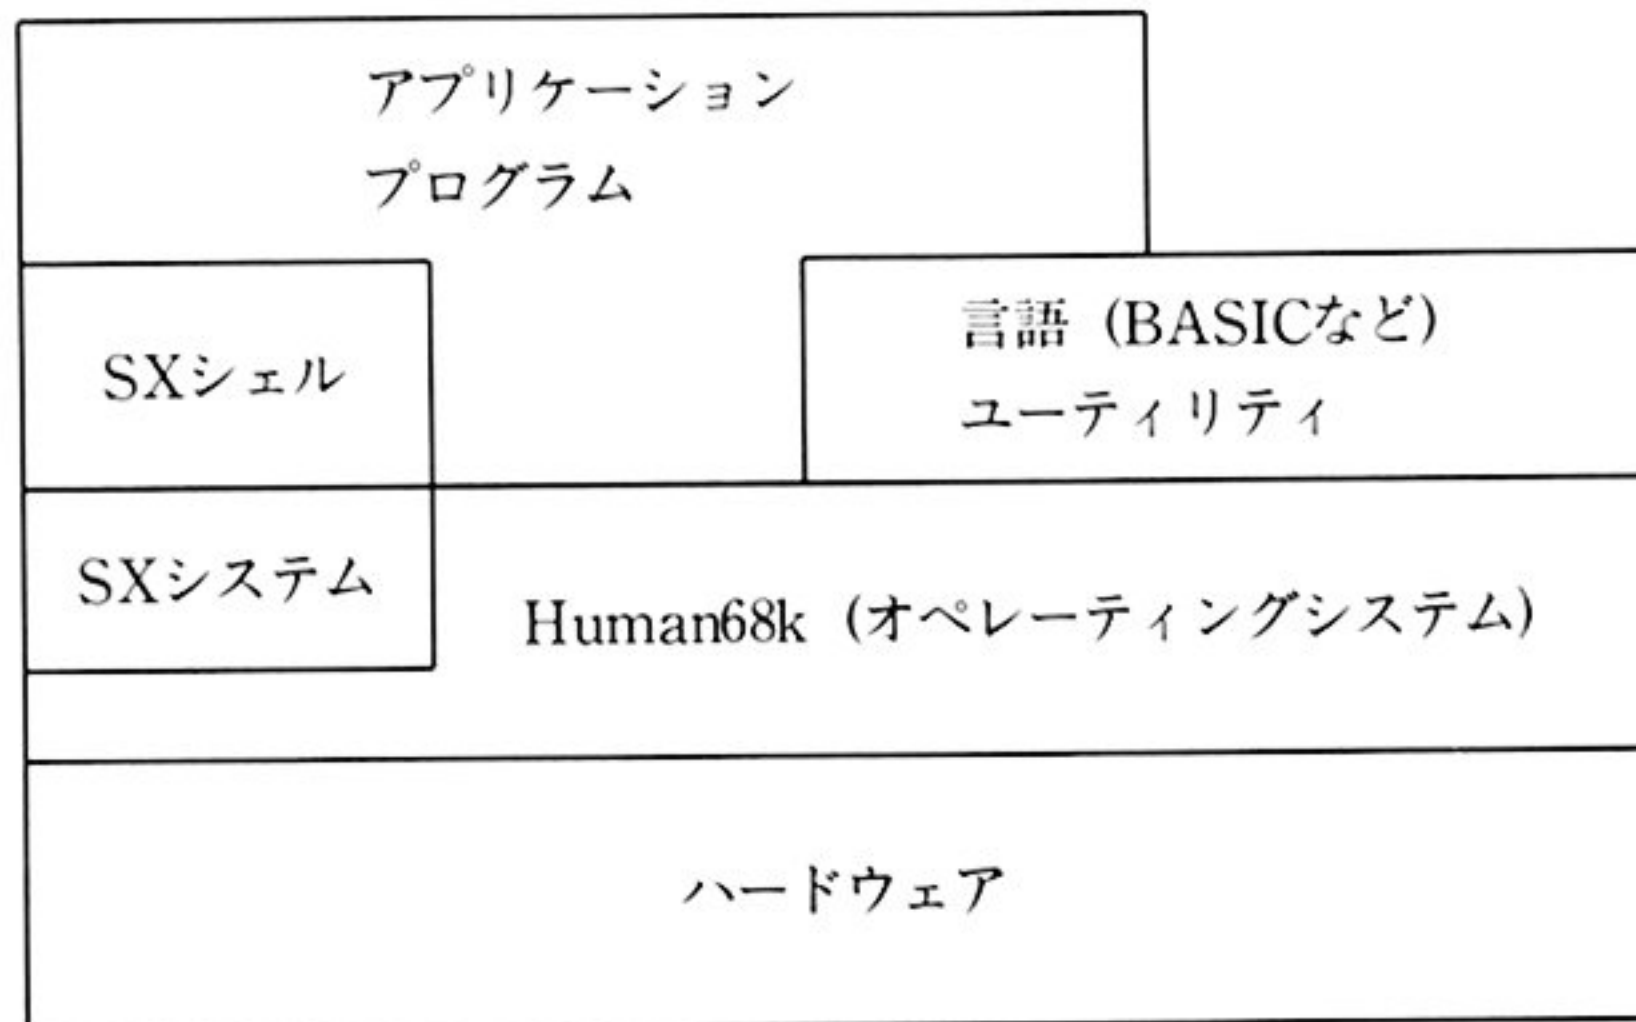 アプリケーション
プログラム
言語 (BASICなど)
ユーティリティ
SXシェル
SXシステム
Human68k (オペレーティングシステム)
ハードウェア